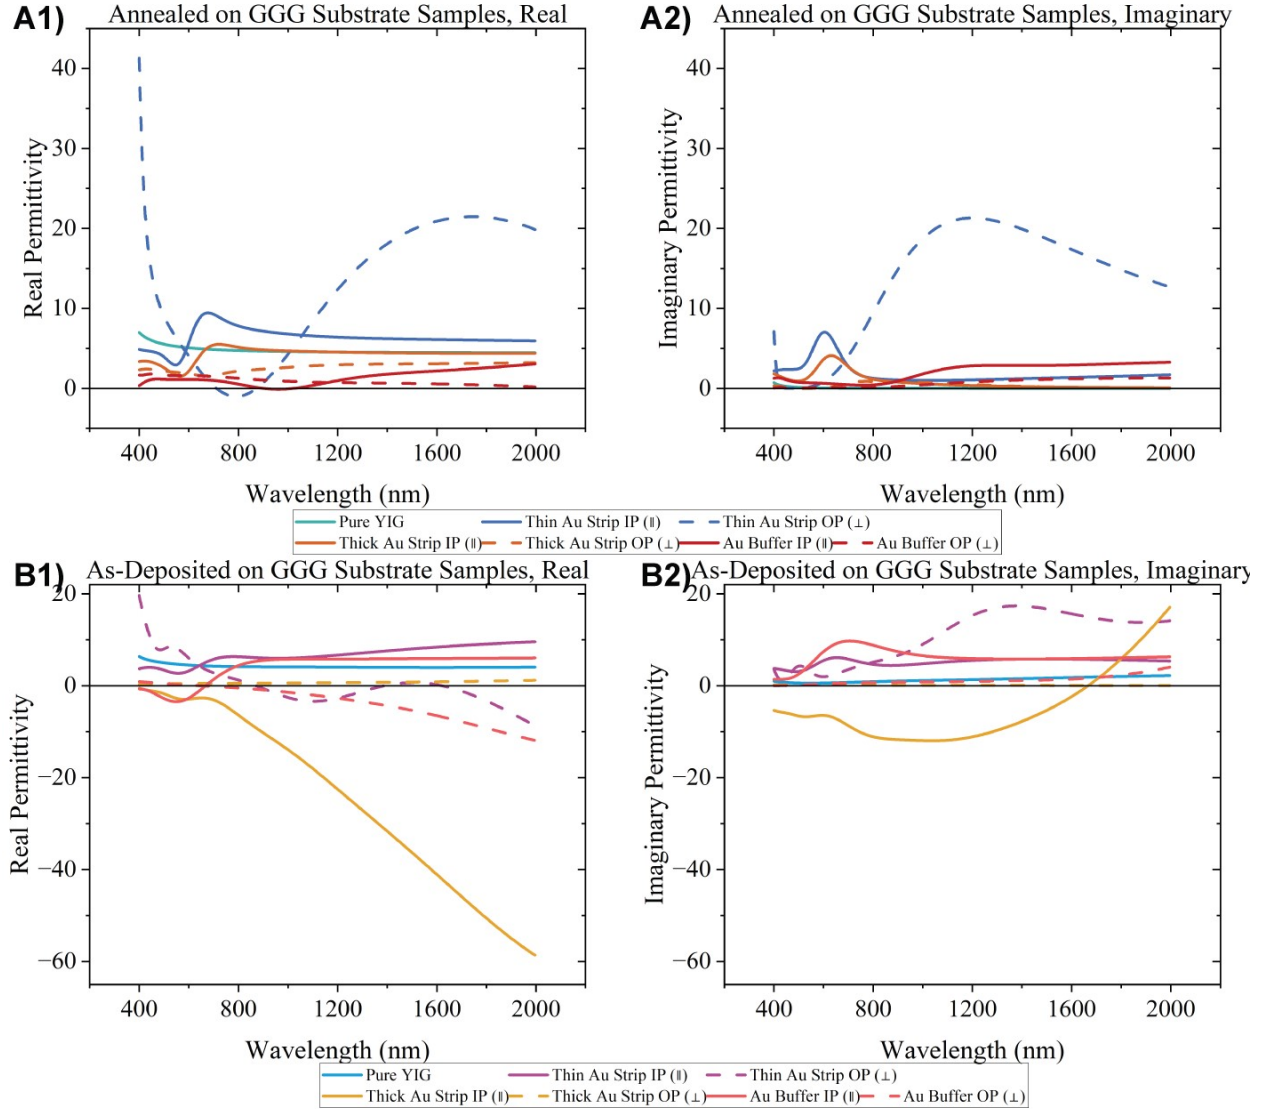 A1) Annealed on GGG Substrate Samples, Real
Real Permittivity
40
30
20
10
0
400 800 1200 1600 2000
Wavelength (nm)
A2) Annealed on GGG Substrate Samples, Imaginary
Imaginary Permittivity
40
30
20
10
0
400 800 1200 1600 2000
Wavelength (nm)
Pure YIG Thin Au Strip IP (∥) Thin Au Strip OP (⊥)
Thick Au Strip IP (∥) Thick Au Strip OP (⊥) Au Buffer IP (∥) Au Buffer OP (⊥)
B1) As-Deposited on GGG Substrate Samples, Real
Real Permittivity
20
0
−20
−40
−60
400 800 1200 1600 2000
Wavelength (nm)
B2) As-Deposited on GGG Substrate Samples, Imaginary
Imaginary Permittivity
20
0
−20
−40
−60
400 800 1200 1600 2000
Wavelength (nm)
Pure YIG Thin Au Strip IP (∥) Thin Au Strip OP (⊥)
Thick Au Strip IP (∥) Thick Au Strip OP (⊥) Au Buffer IP (∥) Au Buffer OP (⊥)